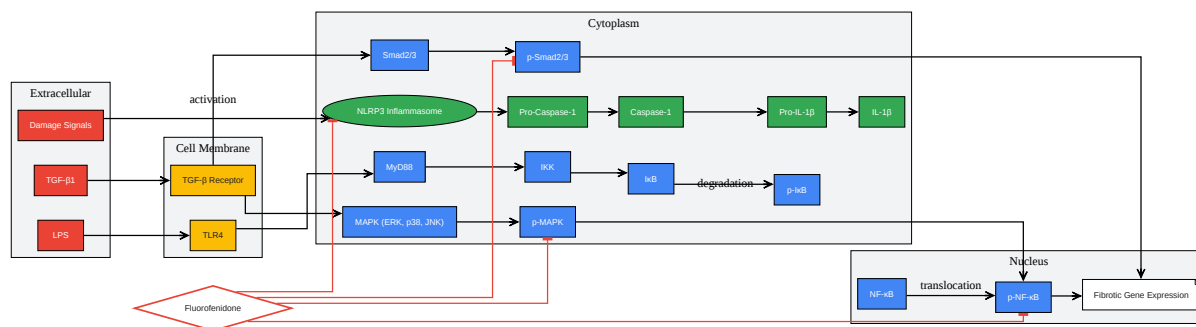 Cytoplasm
Smad2/3
p-Smad2/3
Extracellular
activation
Damage Signals
NLRP3 Inflammasome
Pro-Caspase-1
Caspase-1
Pro-IL-1β
IL-1β
Cell Membrane
TGF-β1
TGF-β Receptor
MyD88
IKK
IκB
degradation
p-IκB
LPS
TLR4
MAPK (ERK, p38, JNK)
p-MAPK
Nucleus
NF-κB
translocation
p-NF-κB
Fibrotic Gene Expression
Fluorofenidone